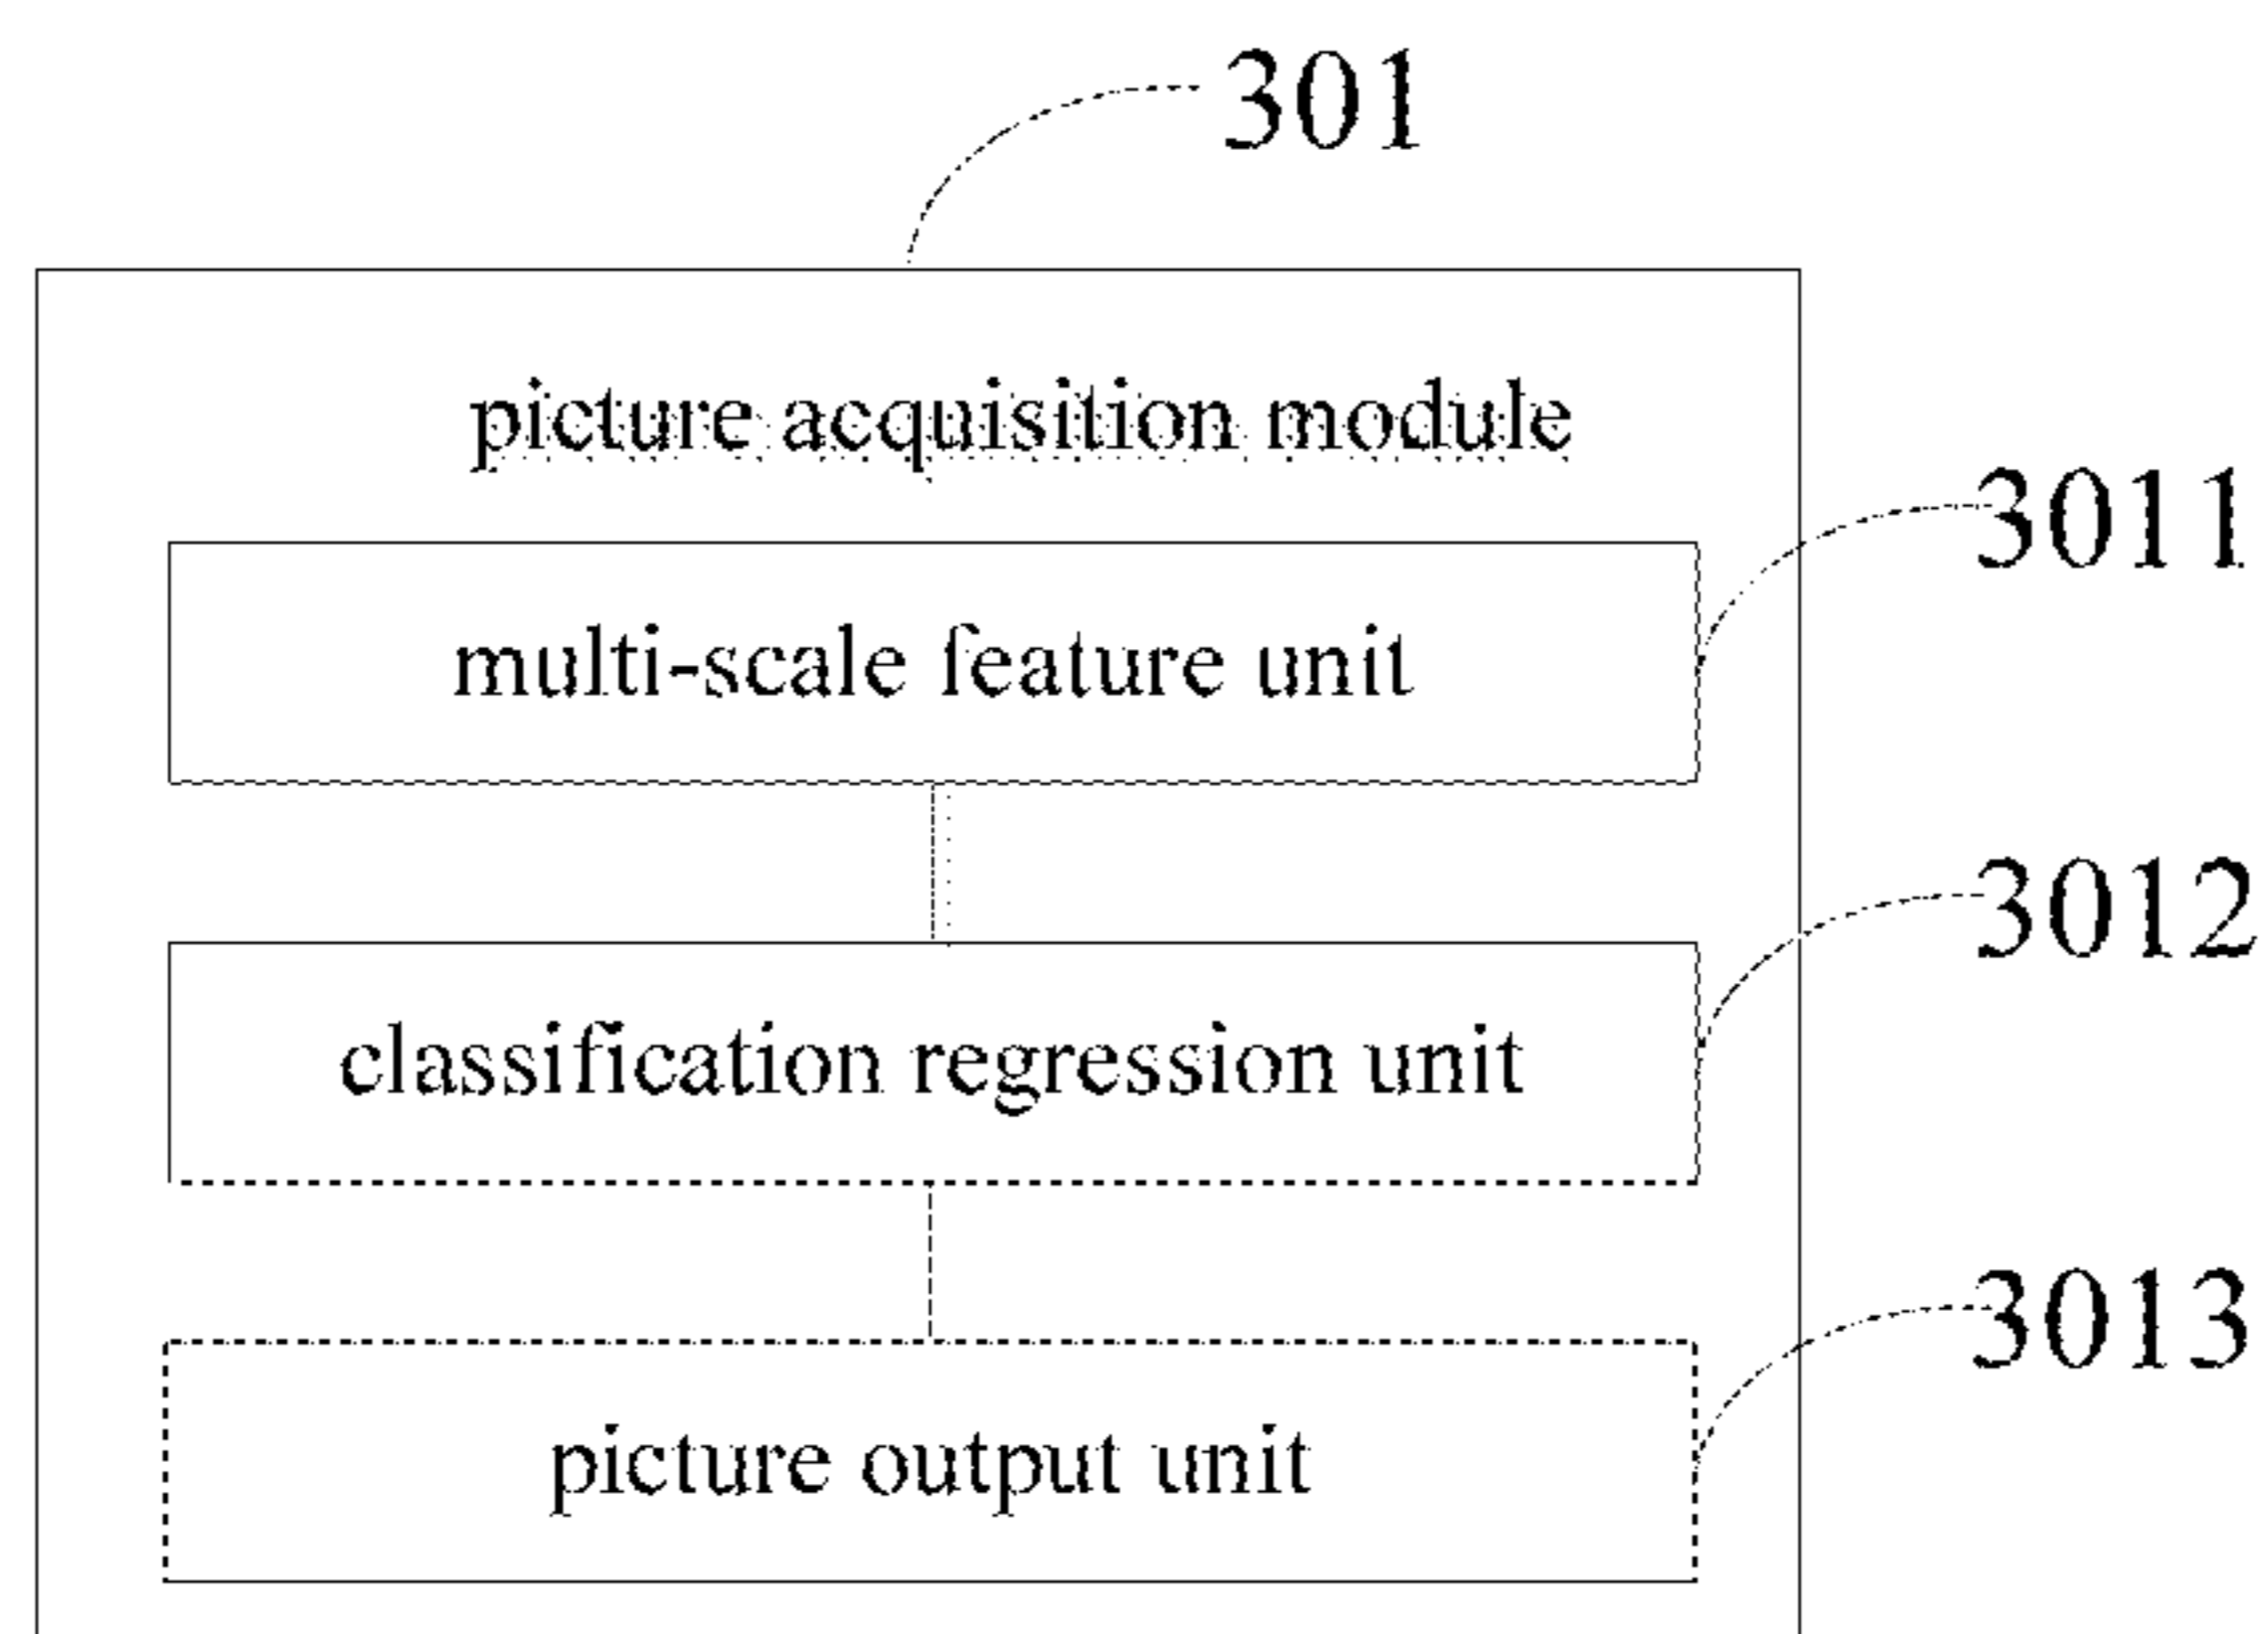 301
picture acquisition module
3011
multi-scale feature unit
3012
classification regression unit
3013
picture output unit